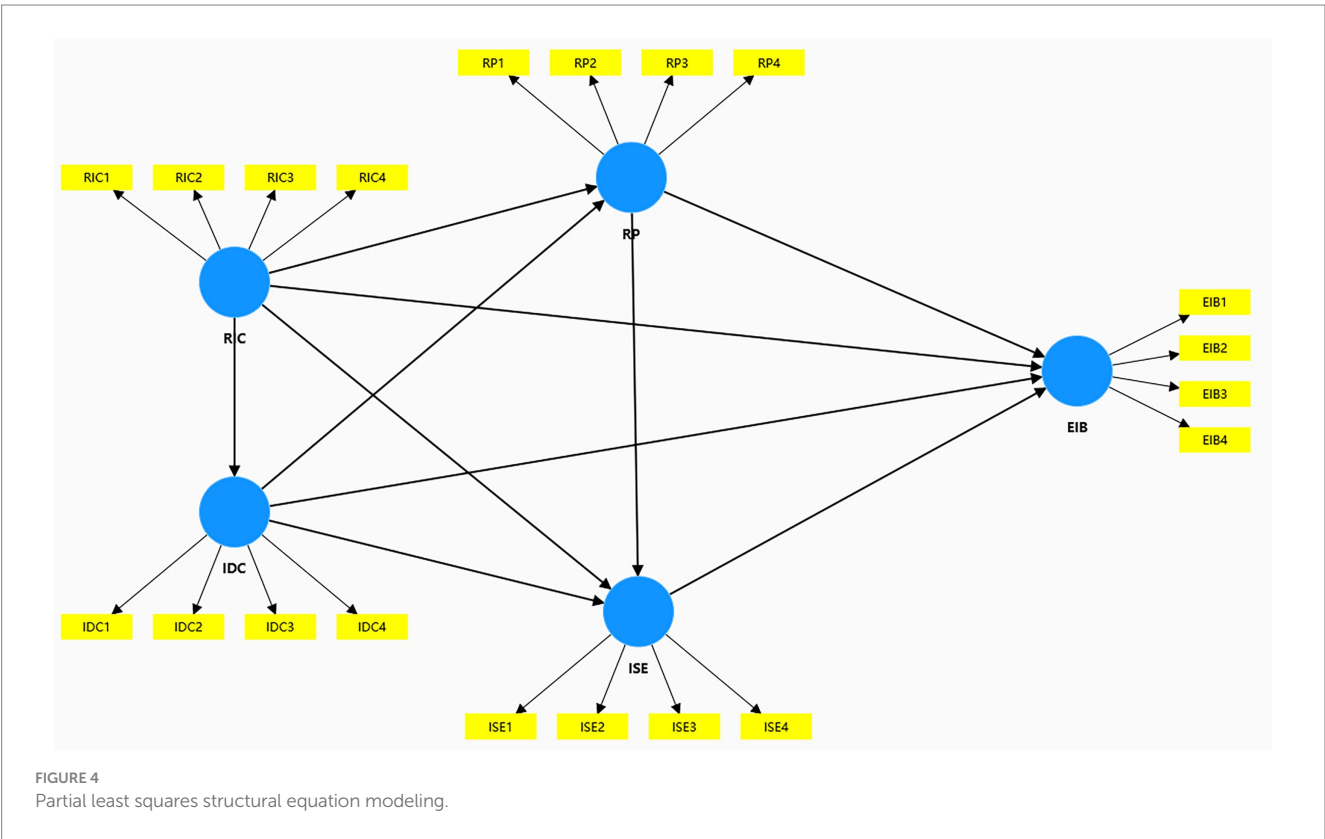 RP1 RP2 RP3 RP4
RIC1 RIC2 RIC3 RIC4
RP
EIB1
RIC
EIB2
EIB3
EIB
EIB4
IDC
IDC1 IDC2 IDC3 IDC4
ISE
ISE1 ISE2 ISE3 ISE4
FIGURE 4
Partial least squares structural equation modeling.